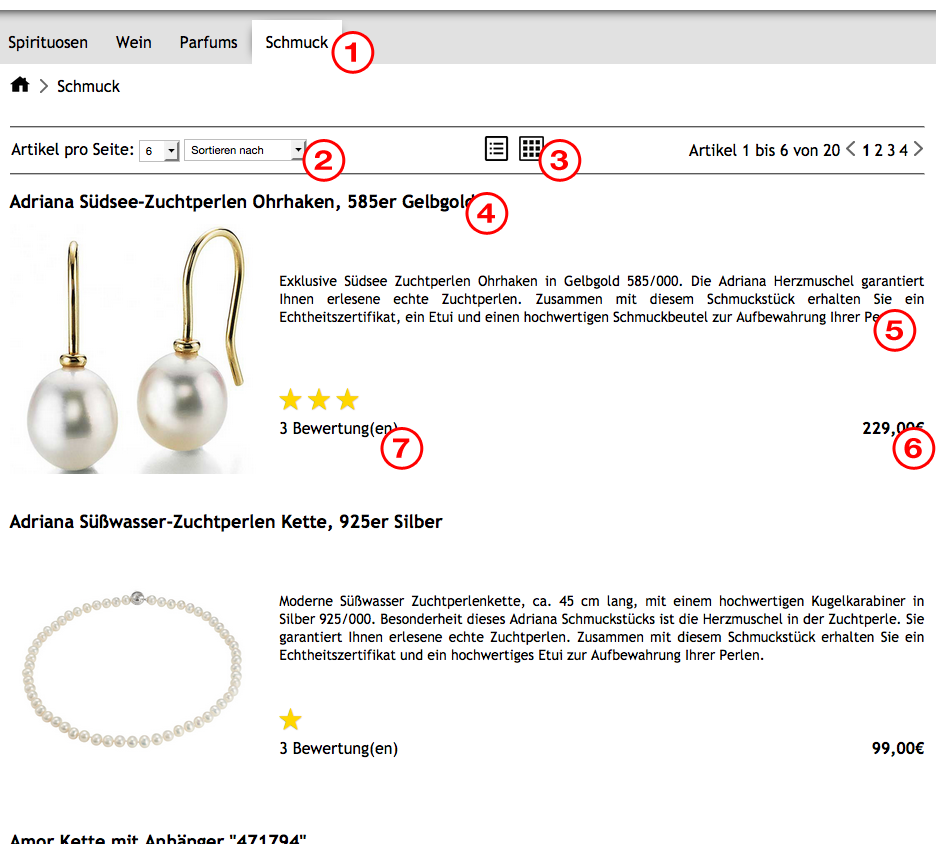 Spirituosen Wein Parfums Schmuck 1
Schmuck
Artikel pro Seite: 6 Sortieren nach 2 3 Artikel 1 bis 6 von 20 < 1 2 3 4 >
Adriana Südsee-Zuchtperlen Ohrhaken, 585er Gelbgold 4
Exklusive Südsee Zuchtperlen Ohrhaken in Gelbgold 585/000. Die Adriana Herzmuschel garantiert
Ihnen erlesene echte Zuchtperlen. Zusammen mit diesem Schmuckstück erhalten Sie ein
Echtheitszertifikat, ein Etui und einen hochwertigen Schmuckbeutel zur Aufbewahrung Ihrer
5
3 Bewertung(en) 229,00€
7 6
Adriana Süßwasser-Zuchtperlen Kette, 925er Silber
Moderne Süßwasser Zuchtperlenkette, ca. 45 cm lang, mit einem hochwertigen Kugelkarabiner in
Silber 925/000. Besonderheit dieses Adriana Schmuckstücks ist die Herzmuschel in der Zuchtperle. Sie
garantiert Ihnen erlesene echte Zuchtperlen. Zusammen mit diesem Schmuckstück erhalten Sie ein
Echtheitszertifikat und ein hochwertiges Etui zur Aufbewahrung Ihrer Perlen.
3 Bewertung(en) 99,00€
Amor Kette mit Anhänger "471794"